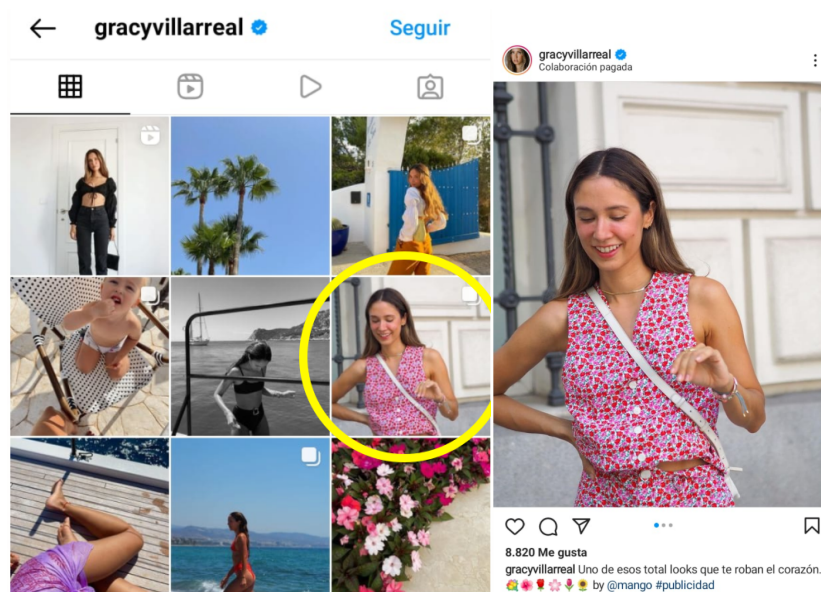 gracyvillarreal
Seguir
gracyvillarreal
Colaboración pagada
8.820 Me gusta
gracyvillarreal Uno de esos total looks que te roban el corazón.
💐🌺🌹🌸🌷🌻 by @mango #publicidad